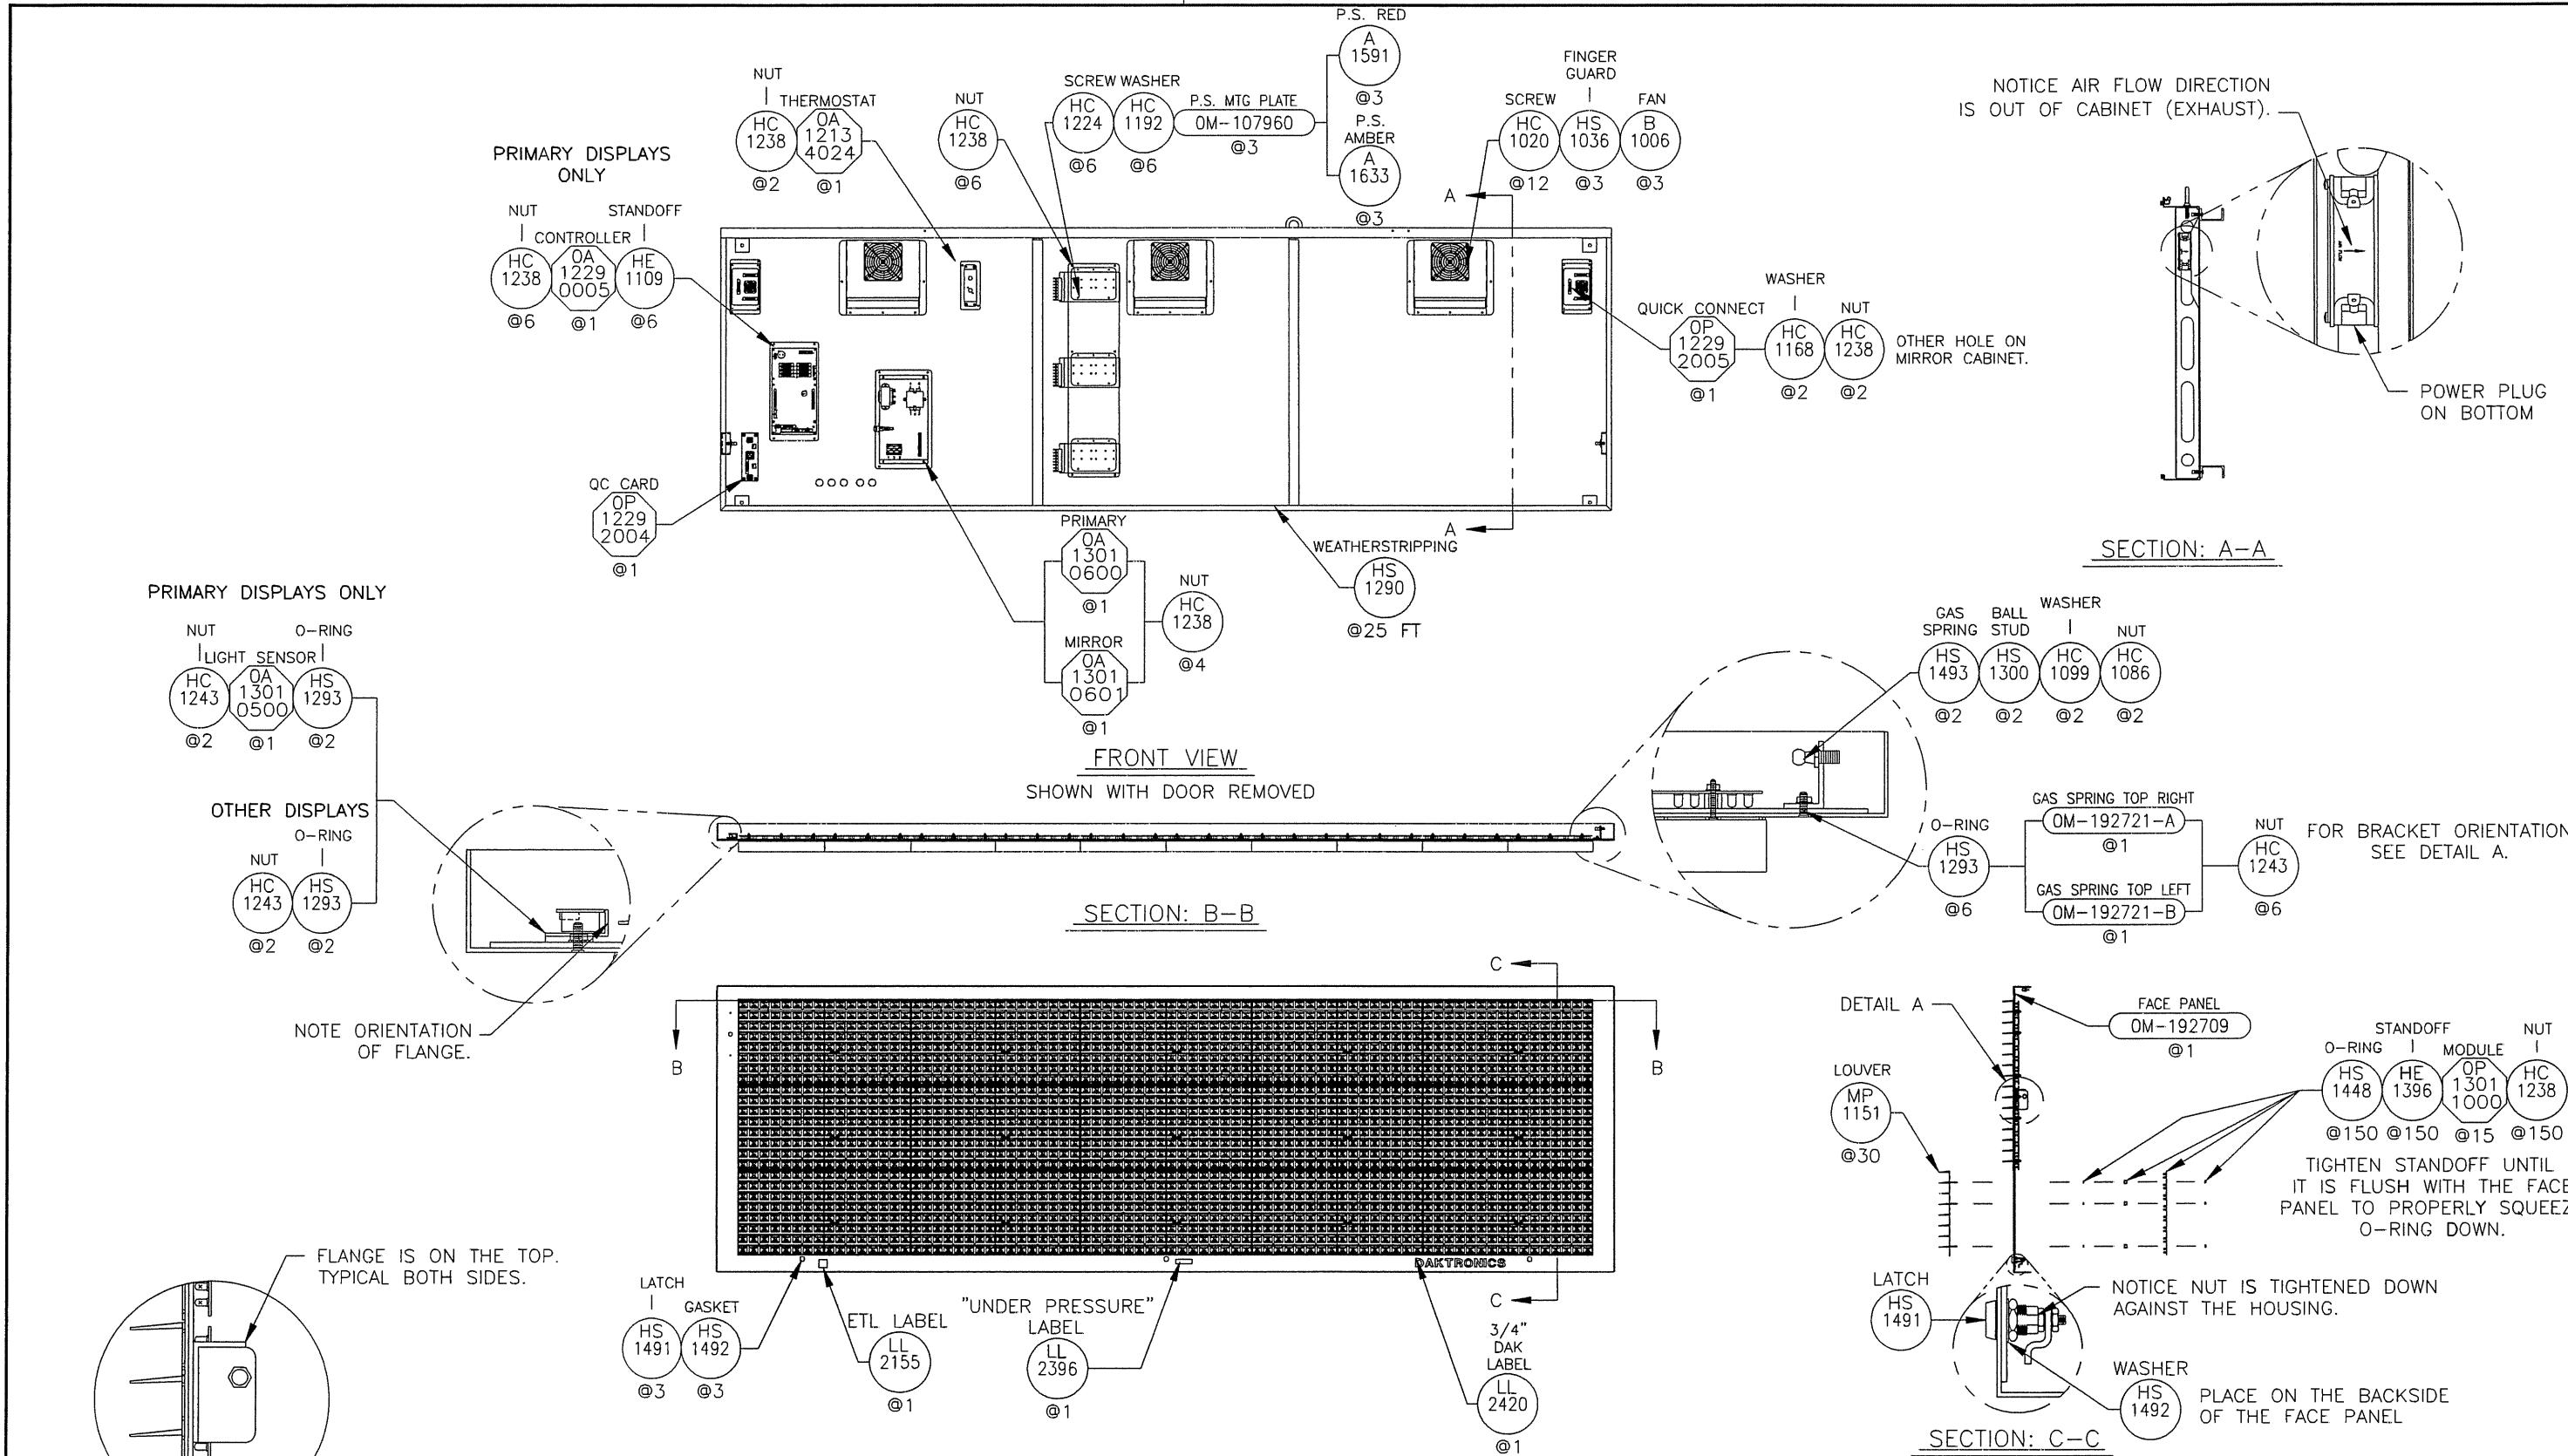 P.S. RED
A
1591
@3
P.S.
AMBER
A
1633
@3
SCREW WASHER
HC
1224
@6
HC
1192
@6
P.S. MTG PLATE
0M-107960
@3
NUT
HC
1238
@6
NUT
HC
1238
@2
THERMOSTAT
0A
1213
4024
@1
FINGER
GUARD
SCREW
HC
1020
@12
HS
1036
@3
FAN
B
1006
@3
NOTICE AIR FLOW DIRECTION
IS OUT OF CABINET (EXHAUST).
PRIMARY DISPLAYS
ONLY
NUT
HC
1238
@6
CONTROLLER
0A
1229
0005
@1
STANDOFF
HE
1109
@6
A
A
QUICK CONNECT
0P
1229
2005
@1
WASHER
HC
1168
@2
NUT
HC
1238
@2
OTHER HOLE ON
MIRROR CABINET.
POWER PLUG
ON BOTTOM
SECTION: A-A
QC CARD
0P
1229
2004
@1
PRIMARY
0A
1301
0600
@1
MIRROR
0A
1301
0601
@1
NUT
HC
1238
@4
WEATHERSTRIPPING
HS
1290
@25 FT
FRONT VIEW
SHOWN WITH DOOR REMOVED
PRIMARY DISPLAYS ONLY
NUT
HC
1243
@2
LIGHT SENSOR
0A
1301
0500
@1
O-RING
HS
1293
@2
OTHER DISPLAYS
NUT
HC
1243
@2
O-RING
HS
1293
@2
NOTE ORIENTATION
OF FLANGE.
SECTION: B-B
GAS
SPRING
HS
1493
@2
BALL
STUD
HS
1300
@2
WASHER
HC
1099
@2
NUT
HC
1086
@2
O-RING
HS
1293
@6
GAS SPRING TOP RIGHT
0M-192721-A
@1
GAS SPRING TOP LEFT
0M-192721-B
@1
NUT
HC
1243
@6
FOR BRACKET ORIENTATION
SEE DETAIL A.
B
B
C
C
DAKTRONICS
LATCH
HS
1491
@3
GASKET
HS
1492
@3
ETL LABEL
LL
2155
@1
"UNDER PRESSURE"
LABEL
LL
2396
@1
3/4"
DAK
LABEL
LL
2420
@1
FLANGE IS ON THE TOP.
TYPICAL BOTH SIDES.
DETAIL A
FACE PANEL
0M-192709
@1
LOUVER
MP
1151
@30
O-RING
HS
1448
@150
STANDOFF
HE
1396
@150
MODULE
0P
1301
1000
@15
NUT
HC
1238
@150
TIGHTEN STANDOFF UNTIL
IT IS FLUSH WITH THE FACE
PANEL TO PROPERLY SQUEEZ
O-RING DOWN.
LATCH
HS
1491
NOTICE NUT IS TIGHTENED DOWN
AGAINST THE HOUSING.
WASHER
HS
1492
PLACE ON THE BACKSIDE
OF THE FACE PANEL
SECTION: C-C